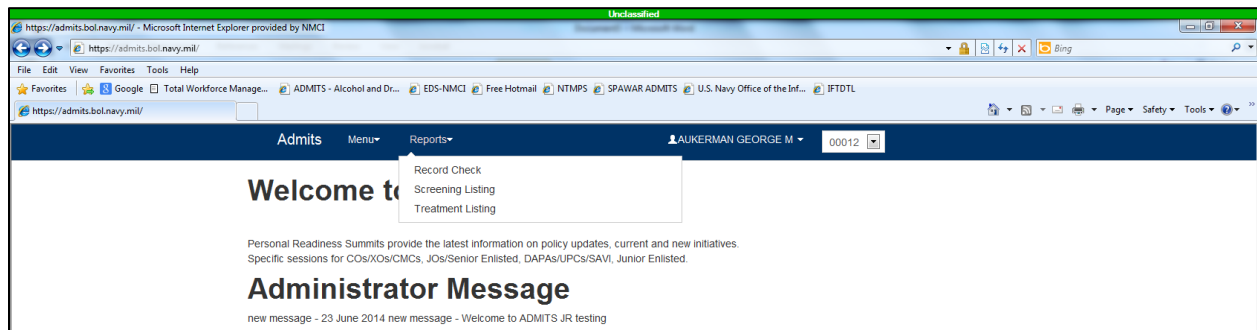 Unclassified
https://admits.bol.navy.mil/ - Microsoft Internet Explorer provided by NMCI
https://admits.bol.navy.mil/
Bing
File Edit View Favorites Tools Help
Favorites Google Total Workforce Manage... ADMITS - Alcohol and Dr... EDS-NMCI Free Hotmail NTMPS SPAWAR ADMITS U.S. Navy Office of the Inf... IFTDTL
https://admits.bol.navy.mil/ Page Safety Tools
Admits Menu Reports AUKERMAN GEORGE M 00012
Record Check
Screening Listing
Treatment Listing
Welcome to
Personal Readiness Summits provide the latest information on policy updates, current and new initiatives.
Specific sessions for COs/XOs/CMCs, JOs/Senior Enlisted, DAPAs/UPCs/SAVI, Junior Enlisted.
Administrator Message
new message - 23 June 2014 new message - Welcome to ADMITS JR testing